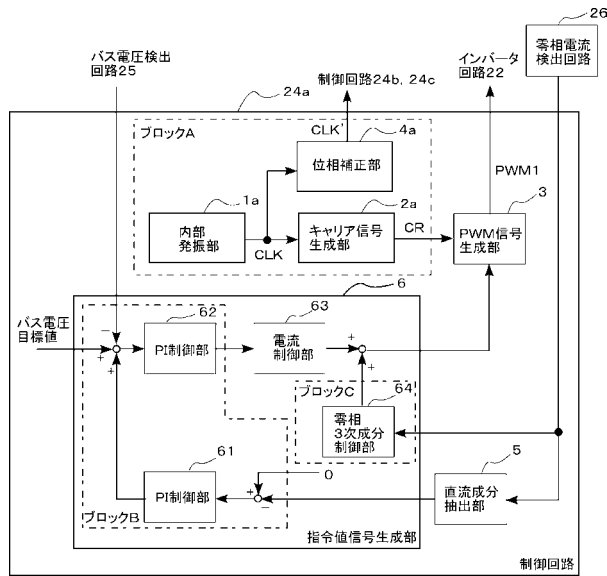 26
零相電流
検出回路
バス電圧検出
回路25
制御回路24b, 24c
インバータ
回路22
24a
CLK'
4a
ブロックA
位相補正部
PWM1
1a
2a
3
内部
発振部
キャリア信号
生成部
CR
PWM信号
生成部
CLK
6
バス電圧
目標値
62
63
−
+
+
PI制御部
電流
制御部
+
+
ブロックC
64
零相
3次成分
制御部
61
0
5
PI制御部
+
−
直流成分
抽出部
ブロックB
指令値信号生成部
制御回路